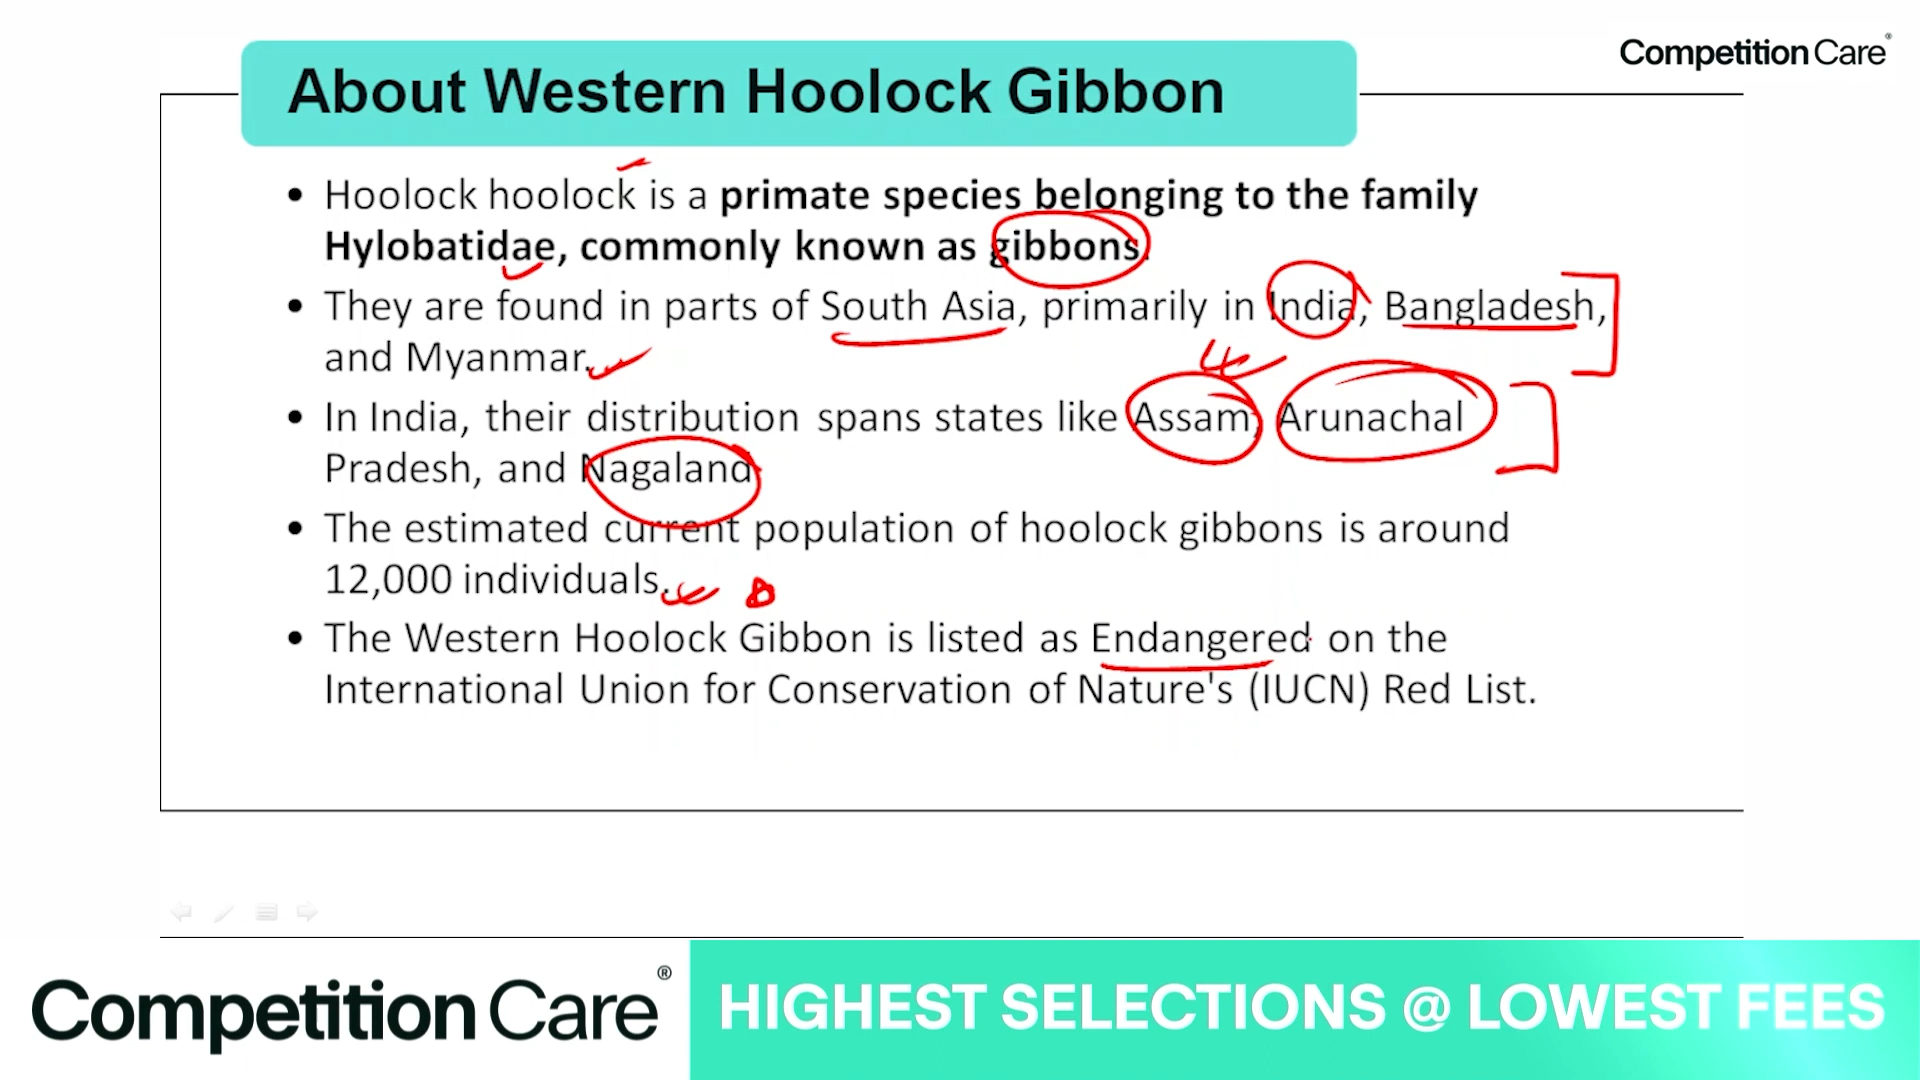 Competition Care®
About Western Hoolock Gibbon
• Hoolock hoolock is a primate species belonging to the family
Hylobatidae, commonly known as gibbons.
• They are found in parts of South Asia, primarily in India, Bangladesh,
and Myanmar.
• In India, their distribution spans states like Assam, Arunachal
Pradesh, and Nagaland.
• The estimated current population of hoolock gibbons is around
12,000 individuals.
• The Western Hoolock Gibbon is listed as Endangered on the
International Union for Conservation of Nature's (IUCN) Red List.
Competition Care®
HIGHEST SELECTIONS @ LOWEST FEES